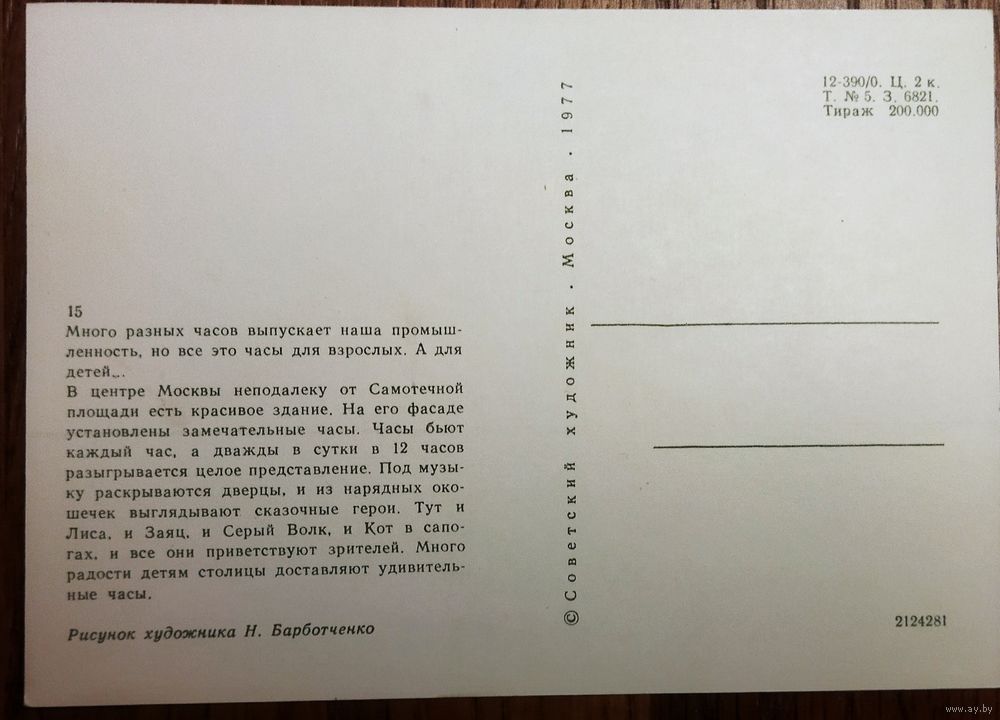 15
Много разных часов выпускает наша промыш-
ленность, но все это часы для взрослых. А для
детей...
В центре Москвы неподалеку от Самотечной
площади есть красивое здание. На его фасаде
установлены замечательные часы. Часы бьют
каждый час, а дважды в сутки в 12 часов
разыгрывается целое представление. Под музы-
ку раскрываются дверцы, и из нарядных око-
шечек выглядывают сказочные герои. Тут и
Лиса, и Заяц, и Серый Волк, и Кот в сапо-
гах, и все они приветствуют зрителей. Много
радости детям столицы доставляют удивитель-
ные часы.
Рисунок художника Н. Барботченко
© Советский художник · Москва · 1977
12-390/0. Ц. 2 к.
Т. № 5. З. 6821.
Тираж 200.000
2124281
www.ay.by